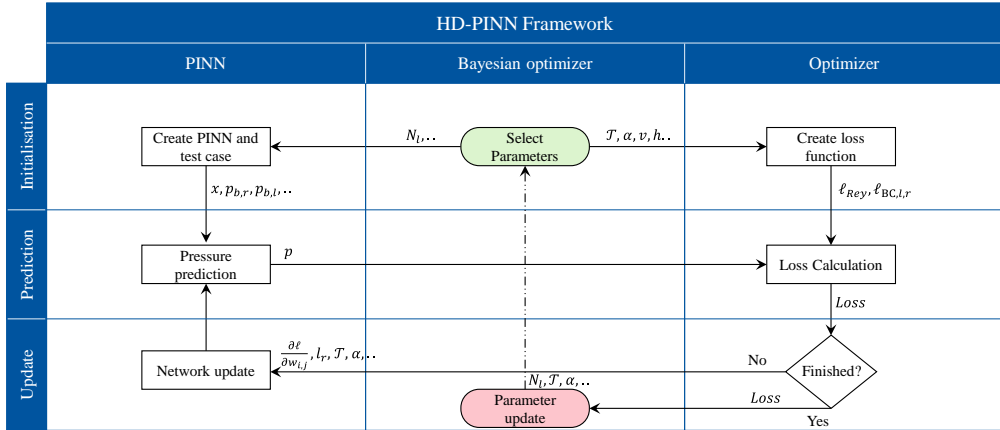 HD-PINN Framework
PINN
Bayesian optimizer
Optimizer
Initialisation
Create PINN and
test case
N_l,..
Select
Parameters
𝒯, α, v, h..
Create loss
function
x, p_{b,r}, p_{b,l}, ..
ℓ_{Rey}, ℓ_{BC,l,r}
Prediction
Pressure
prediction
p
Loss Calculation
Loss
Update
Network update
∂ℓ/∂w_{i,j}, l_r, 𝒯, α, ..
No
Finished?
N_l, 𝒯, α, ..
Parameter
update
Loss
Yes